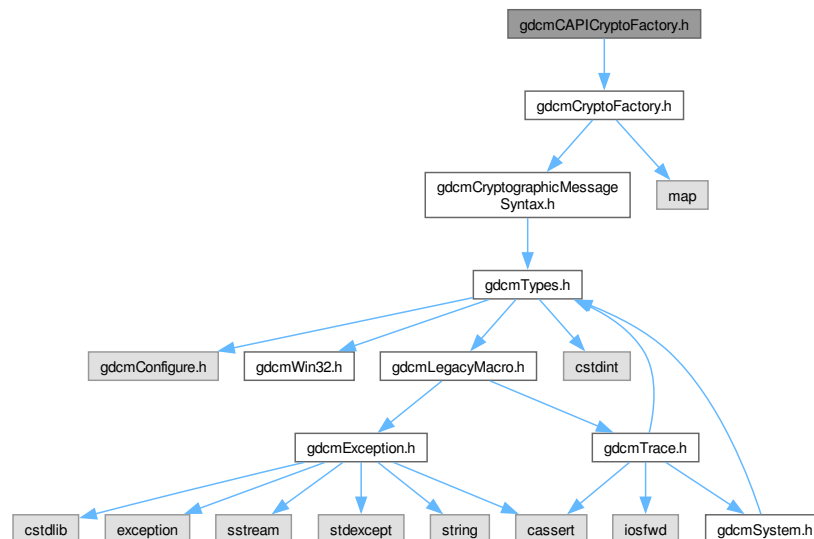 gdcmCAPICryptoFactory.h
gdcmCryptoFactory.h
gdcmCryptographicMessage
Syntax.h
map
gdcmTypes.h
gdcmConfigure.h
gdcmWin32.h
gdcmLegacyMacro.h
cstdint
gdcmException.h
gdcmTrace.h
cstdlib
exception
sstream
stdexcept
string
cassert
iosfwd
gdcmSystem.h